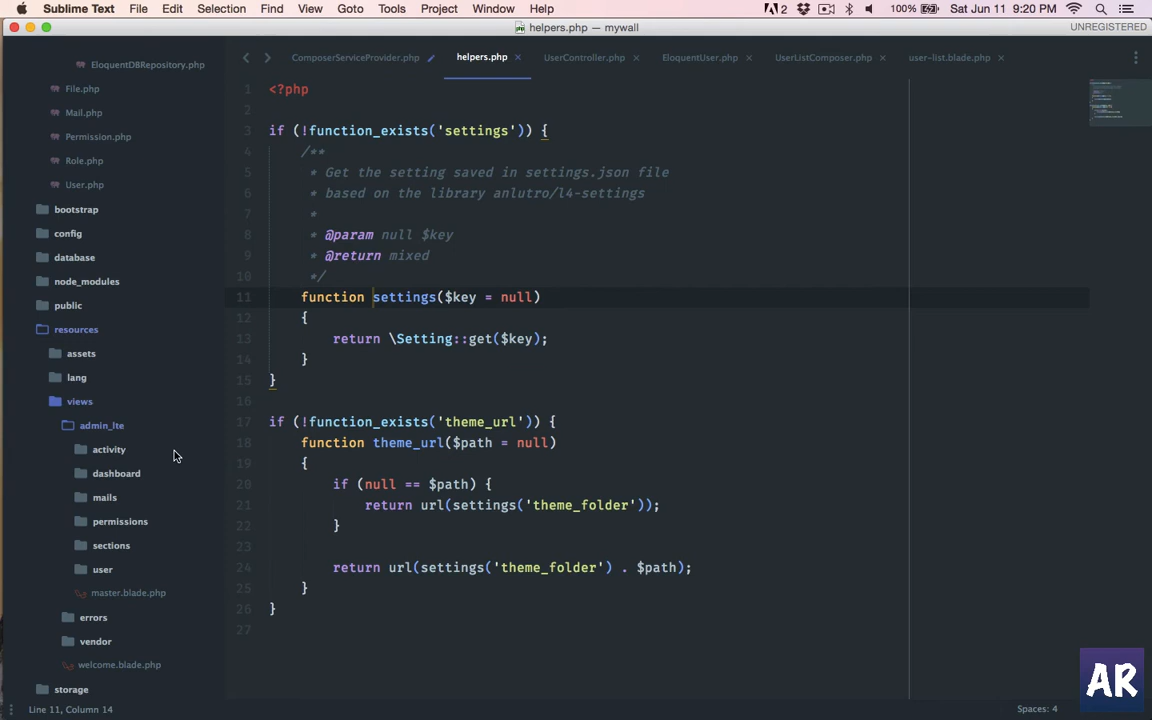 Sublime Text File Edit Selection Find View Goto Tools Project Window Help 2 100% Sat Jun 11 9:20 PM
helpers.php — mywall UNREGISTERED
ComposerServiceProvider.php helpers.php × UserController.php × EloquentUser.php × UserListComposer.php × user-list.blade.php ×
EloquentDBRepository.php
File.php
Mail.php
Permission.php
Role.php
User.php
bootstrap
config
database
node_modules
public
resources
assets
lang
views
admin_lte
activity
dashboard
mails
permissions
sections
user
master.blade.php
errors
vendor
welcome.blade.php
storage
1 <?php
2
3 if (!function_exists('settings')) {
4 /**
5 * Get the setting saved in settings.json file
6 * based on the library anlutro/l4-settings
7 *
8 * @param null $key
9 * @return mixed
10 */
11 function settings($key = null)
12 {
13 return \Setting::get($key);
14 }
15 }
16
17 if (!function_exists('theme_url')) {
18 function theme_url($path = null)
19 {
20 if (null == $path) {
21 return url(settings('theme_folder'));
22 }
23
24 return url(settings('theme_folder') . $path);
25 }
26 }
27
AR
Line 11, Column 14 Spaces: 4